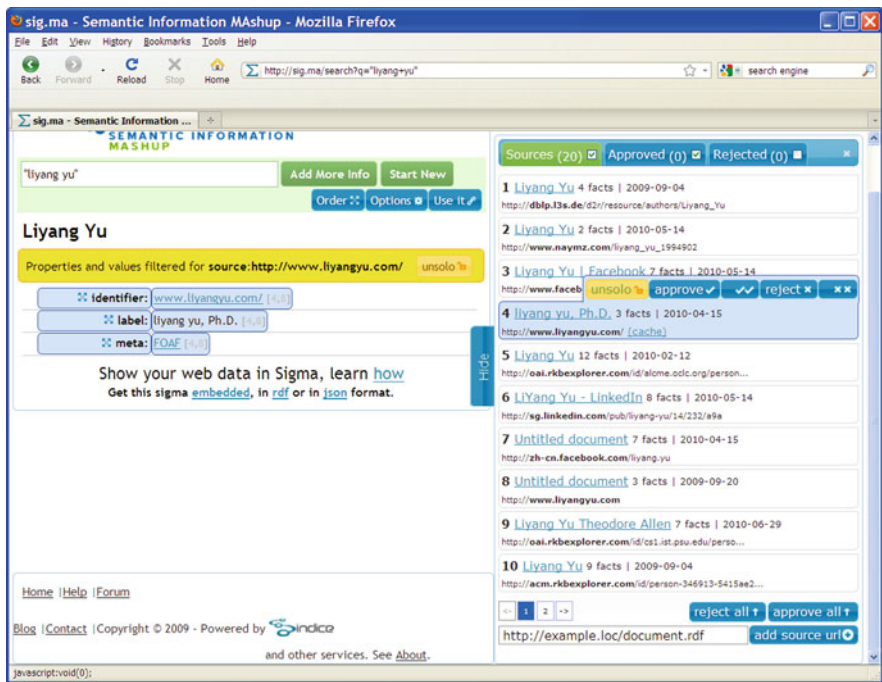 sig.ma - Semantic Information MAshup - Mozilla Firefox
File Edit View History Bookmarks Tools Help
Back Forward Reload Stop Home http://sig.ma/search?q="liyang+yu" search engine
sig.ma - Semantic Information ...
SEMANTIC INFORMATION
MASHUP
"liyang yu" Add More Info Start New
Order Options Use it
Liyang Yu
Properties and values filtered for source:http://www.liyangyu.com/ unsolo
identifier: www.liyangyu.com/ [4,8]
label: liyang yu, Ph.D. [4,8]
meta: FOAF [4,8]
Show your web data in Sigma, learn how
Get this sigma embedded, in rdf or in json format.
Hide
Home |Help |Forum
Blog |Contact |Copyright © 2009 - Powered by Sindice
and other services. See About.
Sources (20) Approved (0) Rejected (0) ×
1 Liyang Yu 4 facts | 2009-09-04
http://dblp.l3s.de/d2r/resource/authors/Liyang_Yu
2 Liyang Yu 2 facts | 2010-05-14
http://www.naymz.com/liyang_yu_1994902
3 Liyang Yu | Facebook 7 facts | 2010-05-14
http://www.faceb unsolo approve reject
4 liyang yu, Ph.D. 3 facts | 2010-04-15
http://www.liyangyu.com/ (cache)
5 Liyang Yu 12 facts | 2010-02-12
http://oai.rkbexplorer.com/id/alcme.oclc.org/person...
6 LiYang Yu - LinkedIn 8 facts | 2010-05-14
http://sg.linkedin.com/pub/liyang-yu/14/232/a9a
7 Untitled document 7 facts | 2010-04-15
http://zh-cn.facebook.com/liyang.yu
8 Untitled document 3 facts | 2009-09-20
http://www.liyangyu.com
9 Liyang Yu Theodore Allen 7 facts | 2010-06-29
http://oai.rkbexplorer.com/id/cs1.ist.psu.edu/perso...
10 Liyang Yu 9 facts | 2009-09-04
http://acm.rkbexplorer.com/id/person-346913-5415ae2...
<- 1 2 -> reject all approve all
http://example.loc/document.rdf add source url
javascript:void(0);